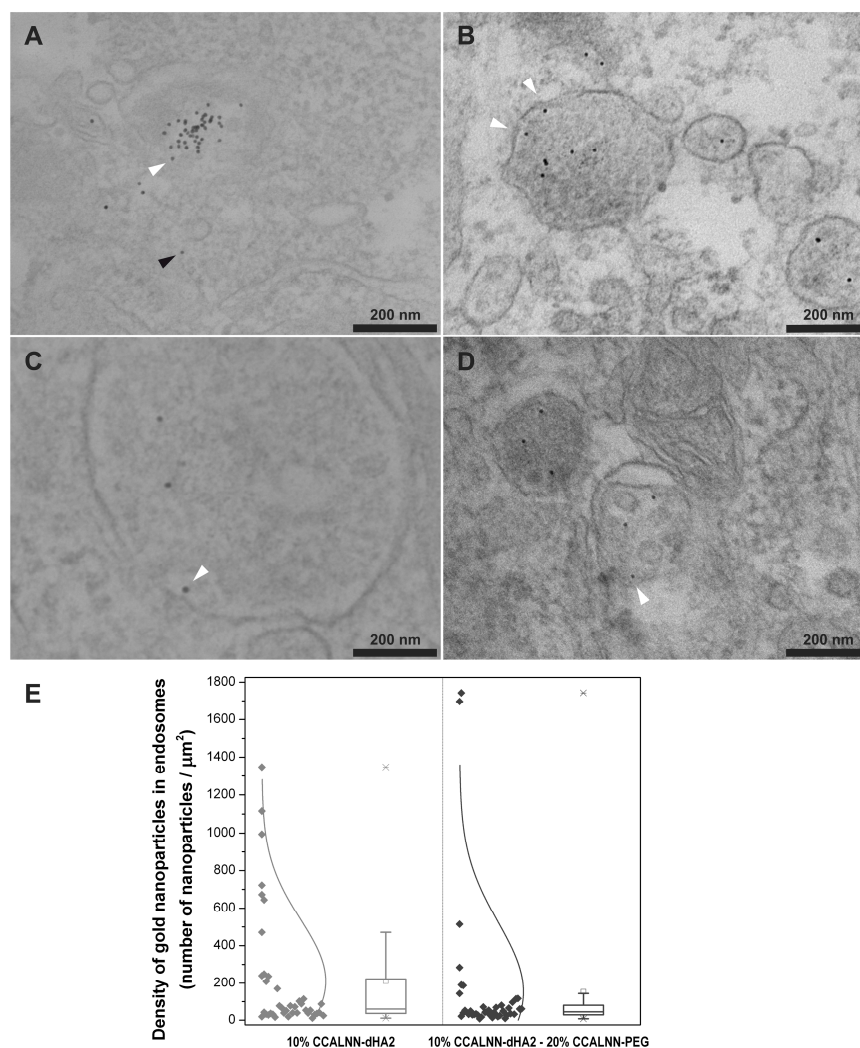 A
200 nm
B
200 nm
C
200 nm
D
200 nm
E
Density of gold nanoparticles in endosomes
(number of nanoparticles / μm²)
1800
1600
1400
1200
1000
800
600
400
200
0
10% CCALNN-dHA2
10% CCALNN-dHA2 - 20% CCALNN-PEG